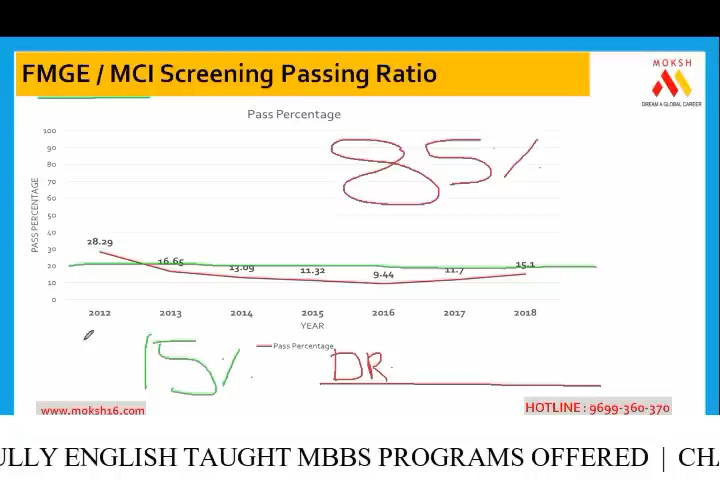 FMGE / MCI Screening Passing Ratio
MOKSH
DREAM A GLOBAL CAREER
Pass Percentage
100
90
80
70
60
50
40
30
20
10
0
PASS PERCENTAGE
85%
28.29
16.65
13.09
11.32
9.44
11.7
15.1
2012 2013 2014 2015 2016 2017 2018
YEAR
Pass Percentage
15%
DR.
www.moksh16.com
HOTLINE : 9699-360-370
ULLY ENGLISH TAUGHT MBBS PROGRAMS OFFERED | CHA